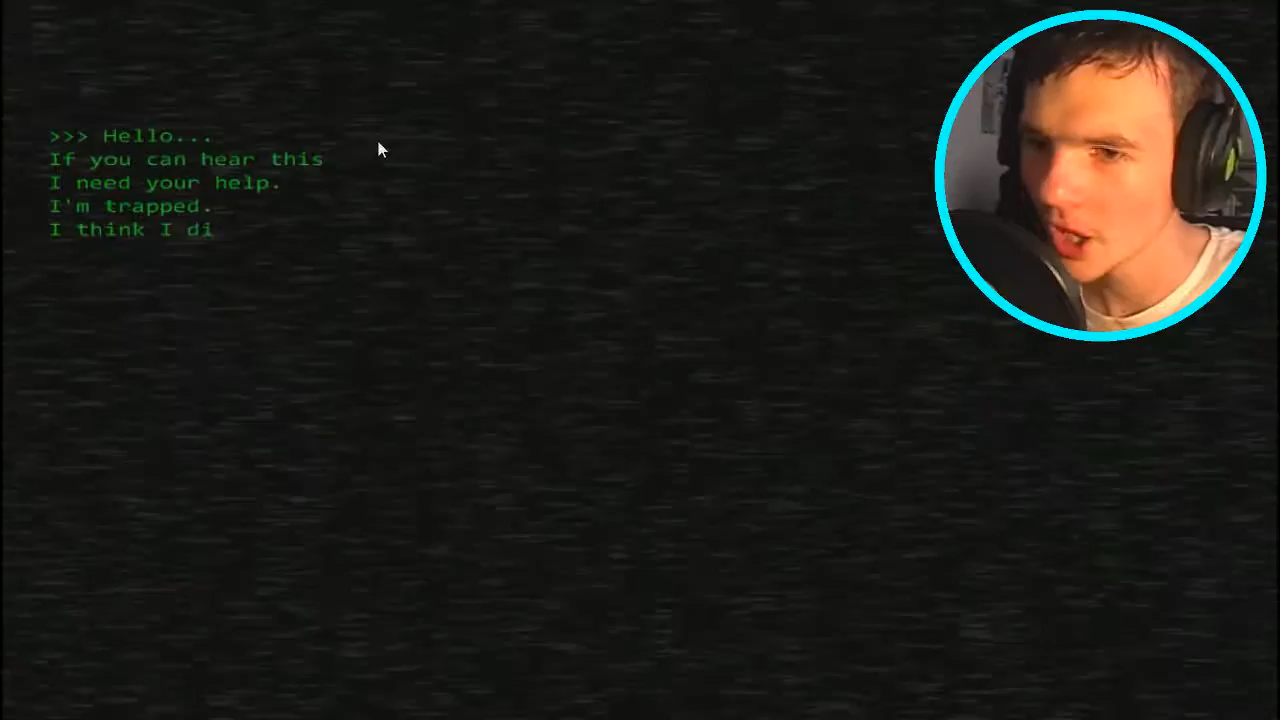 >>> Hello...
If you can hear this
I need your help.
I'm trapped.
I think I di